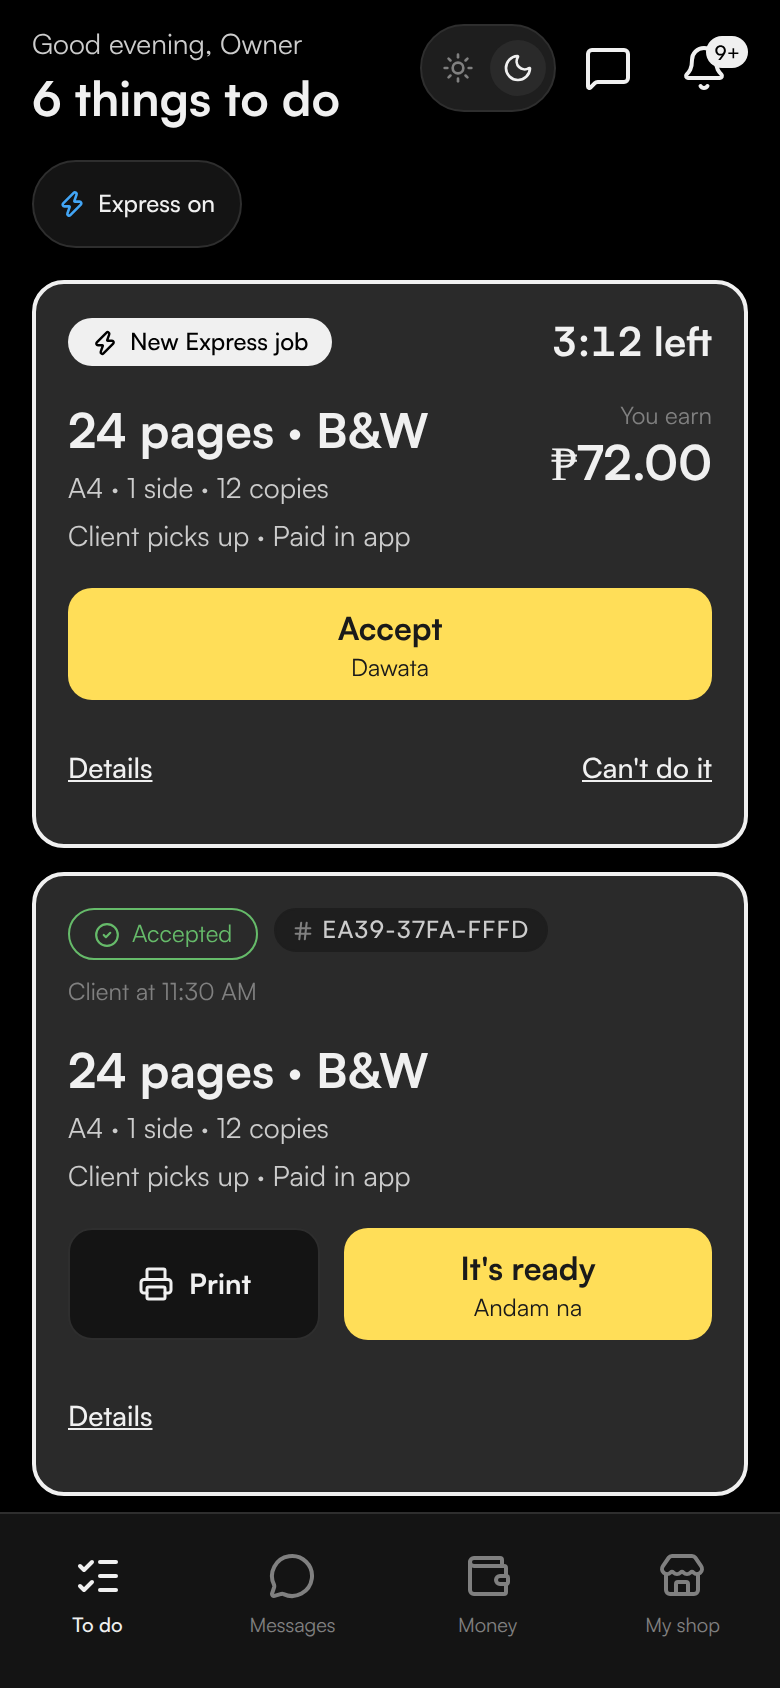 Good evening, Owner
6 things to do
9+
Express on
New Express job
3:12 left
24 pages · B&W
You earn
₱72.00
A4 · 1 side · 12 copies
Client picks up · Paid in app
Accept
Dawata
Details
Can't do it
Accepted
# EA39-37FA-FFFD
Client at 11:30 AM
24 pages · B&W
A4 · 1 side · 12 copies
Client picks up · Paid in app
Print
It's ready
Andam na
Details
To do
Messages
Money
My shop